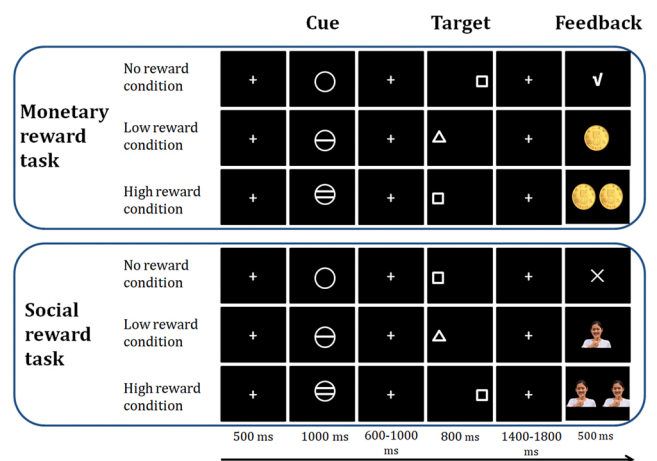 Cue Target Feedback
No reward
condition
Monetary
reward
task
Low reward
condition
High reward
condition
No reward
condition
Social
reward
task
Low reward
condition
High reward
condition
500 ms 1000 ms 600-1000 ms 800 ms 1400-1800 ms 500 ms